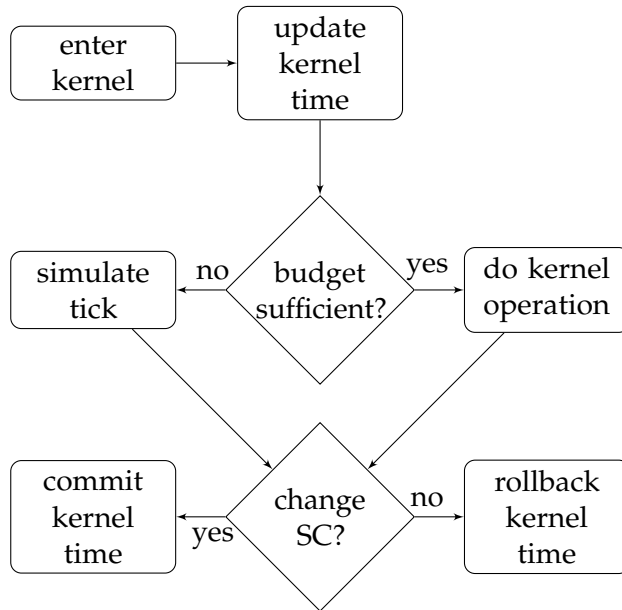 enter
kernel
update
kernel
time
simulate
tick
no
budget
sufficient?
yes
do kernel
operation
commit
kernel
time
yes
change
SC?
no
rollback
kernel
time